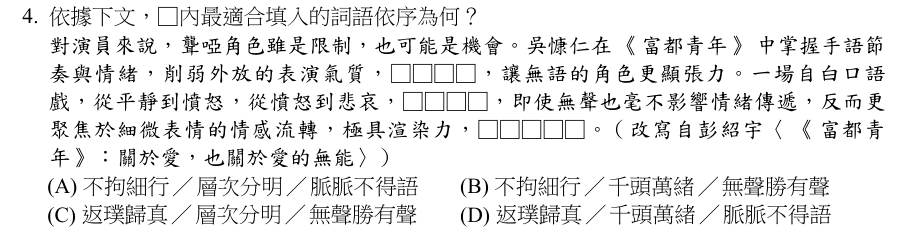 4. 依據下文，□內最適合填入的詞語依序為何？
對演員來說，聾啞角色雖是限制，也可能是機會。吳慷仁在《富都青年》中掌握手語節
奏與情緒，削弱外放的表演氣質，□□□□，讓無語的角色更顯張力。一場自白口語
戲，從平靜到憤怒，從憤怒到悲哀，□□□□，即使無聲也毫不影響情緒傳遞，反而更
聚焦於細微表情的情感流轉，極具渲染力，□□□□□。（改寫自彭紹宇〈《富都青
年》：關於愛，也關於愛的無能〉）
(A) 不拘細行／層次分明／脈脈不得語 (B) 不拘細行／千頭萬緒／無聲勝有聲
(C) 返璞歸真／層次分明／無聲勝有聲 (D) 返璞歸真／千頭萬緒／脈脈不得語